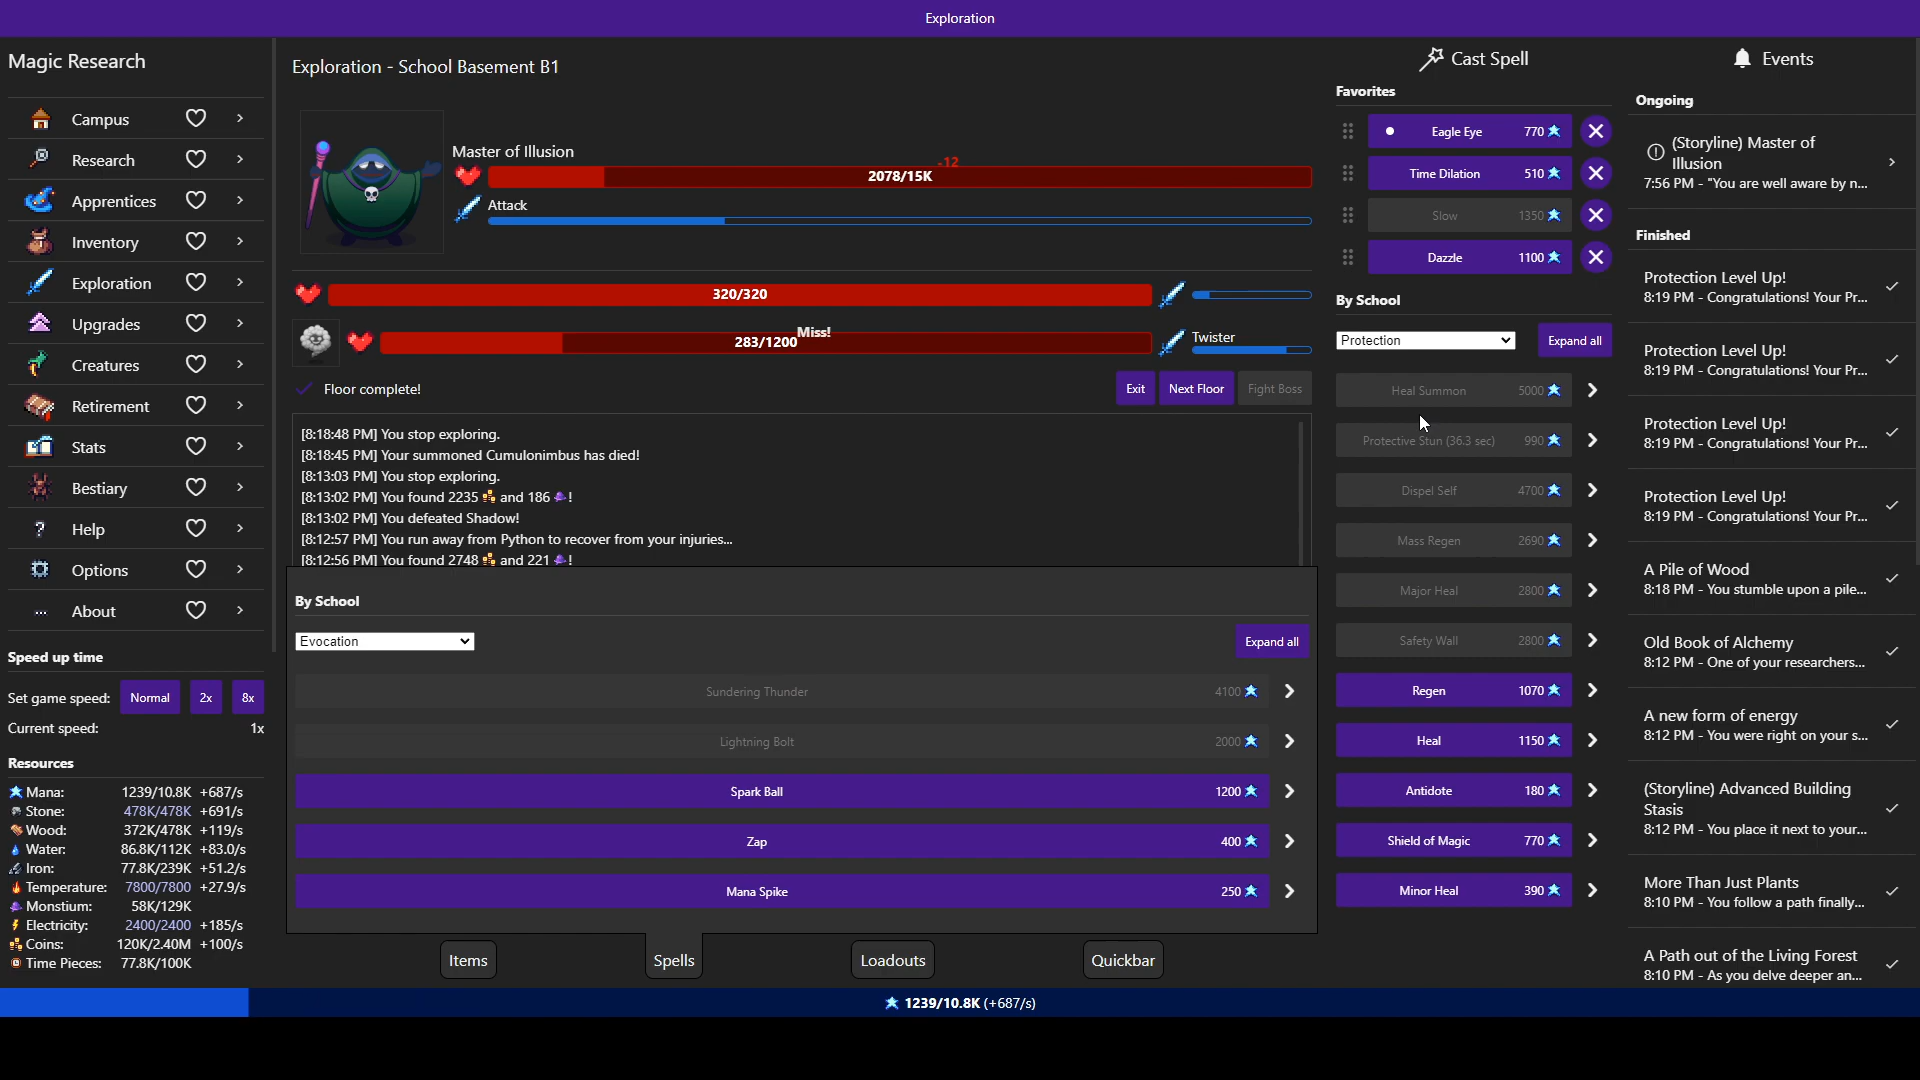 Exploration
Magic Research
Campus
Research
Apprentices
Inventory
Exploration
Upgrades
Creatures
Retirement
Stats
Bestiary
Help
Options
About
Speed up time
Set game speed: Normal 2x 8x
Current speed: 1x
Resources
Mana: 1239/10.8K +687/s
Stone: 478K/478K +691/s
Wood: 372K/478K +119/s
Water: 86.8K/112K +83.0/s
Iron: 77.8K/239K +51.2/s
Temperature: 7800/7800 +27.9/s
Monstium: 58K/129K
Electricity: 2400/2400 +185/s
Coins: 120K/2.40M +100/s
Time Pieces: 77.8K/100K
Exploration - School Basement B1
Master of Illusion
-12
2078/15K
Attack
320/320
Miss!
283/1200
Twister
Floor complete!
Exit Next Floor Fight Boss
[8:18:48 PM] You stop exploring.
[8:18:45 PM] Your summoned Cumulonimbus has died!
[8:13:03 PM] You stop exploring.
[8:13:02 PM] You found 2235 and 186 !
[8:13:02 PM] You defeated Shadow!
[8:12:57 PM] You run away from Python to recover from your injuries...
[8:12:56 PM] You found 2748 and 221 !
By School
Evocation
Expand all
Sundering Thunder 4100
Lightning Bolt 2000
Spark Ball 1200
Zap 400
Mana Spike 250
Items Spells Loadouts Quickbar
1239/10.8K (+687/s)
Cast Spell
Favorites
Eagle Eye 770
Time Dilation 510
Slow 1350
Dazzle 1100
By School
Protection
Expand all
Heal Summon 5000
Protective Stun (36.3 sec) 990
Dispel Self 4700
Mass Regen 2690
Major Heal 2800
Safety Wall 2800
Regen 1070
Heal 1150
Antidote 180
Shield of Magic 770
Minor Heal 390
Events
Ongoing
(Storyline) Master of
Illusion
7:56 PM - "You are well aware by n...
Finished
Protection Level Up!
8:19 PM - Congratulations! Your Pr...
Protection Level Up!
8:19 PM - Congratulations! Your Pr...
Protection Level Up!
8:19 PM - Congratulations! Your Pr...
Protection Level Up!
8:19 PM - Congratulations! Your Pr...
A Pile of Wood
8:18 PM - You stumble upon a pile...
Old Book of Alchemy
8:12 PM - One of your researchers...
A new form of energy
8:12 PM - You were right on your s...
(Storyline) Advanced Building
Stasis
8:12 PM - You place it next to your...
More Than Just Plants
8:10 PM - You follow a path finally...
A Path out of the Living Forest
8:10 PM - As you delve deeper an...